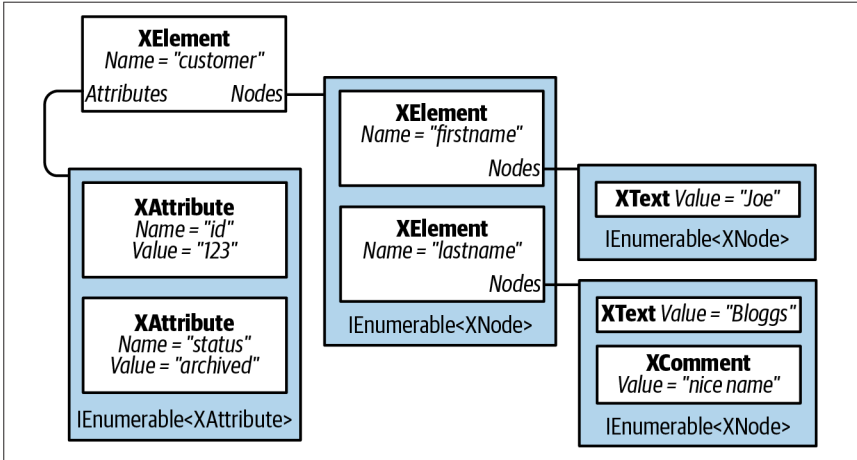 XElement
Name = "customer"
Attributes Nodes
XAttribute
Name = "id"
Value = "123"
XAttribute
Name = "status"
Value = "archived"
IEnumerable<XAttribute>
XElement
Name = "firstname"
Nodes
XElement
Name = "lastname"
Nodes
IEnumerable<XNode>
XText Value = "Joe"
IEnumerable<XNode>
XText Value = "Bloggs"
XComment
Value = "nice name"
IEnumerable<XNode>